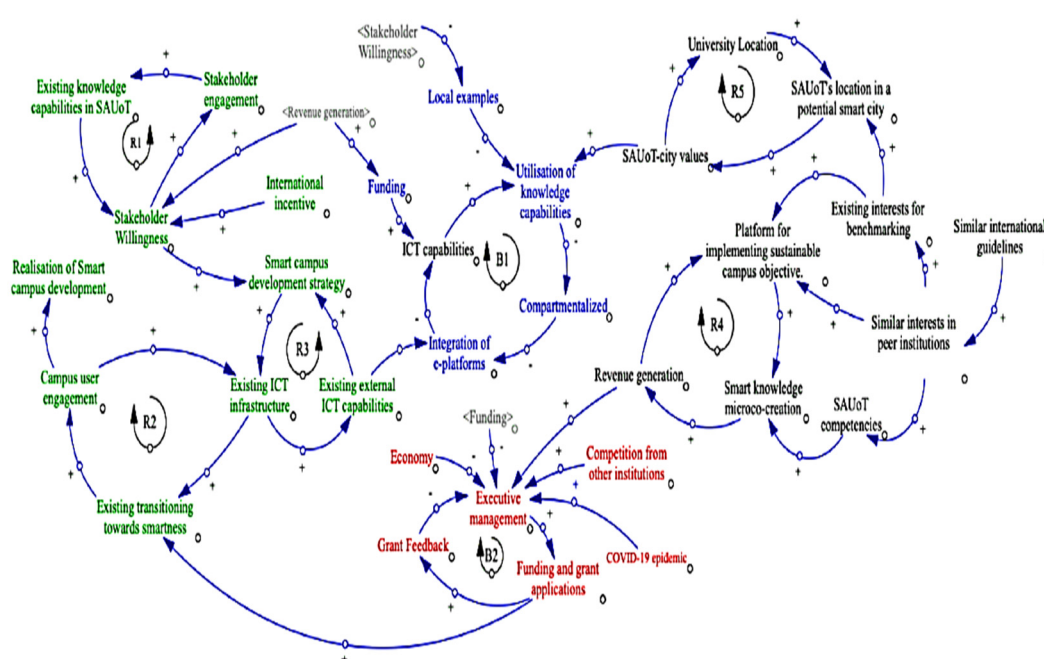 <Stakeholder
Willingness>
University Location
Existing knowledge
capabilities in SAUoT
Stakeholder
engagement
R5
SAUoT's location in a
potential smart city
Local examples
<Revenue generation>
R1
SAUoT-city values
Utilisation of
knowledge
capabilities
Funding
International
incentive
Stakeholder
Willingness
ICT capabilities
B1
Platform for
implementing sustainable
campus objective.
Existing interests for
benchmarking
Similar international
guidelines
Realisation of Smart
campus development
Smart campus
development strategy
Compartmentalized
R3
Integration of
e-platforms
R4
Similar interests in
peer institutions
Campus user
engagement
Existing ICT
infrastructure
Existing external
ICT capabilities
Revenue generation
Smart knowledge
microco-creation
SAUoT
competencies
R2
<Funding>
Economy
Competition from
other institutions
Existing transitioning
towards smartness
Executive
management
Grant Feedback
B2
COVID-19 epidemic
Funding and grant
applications